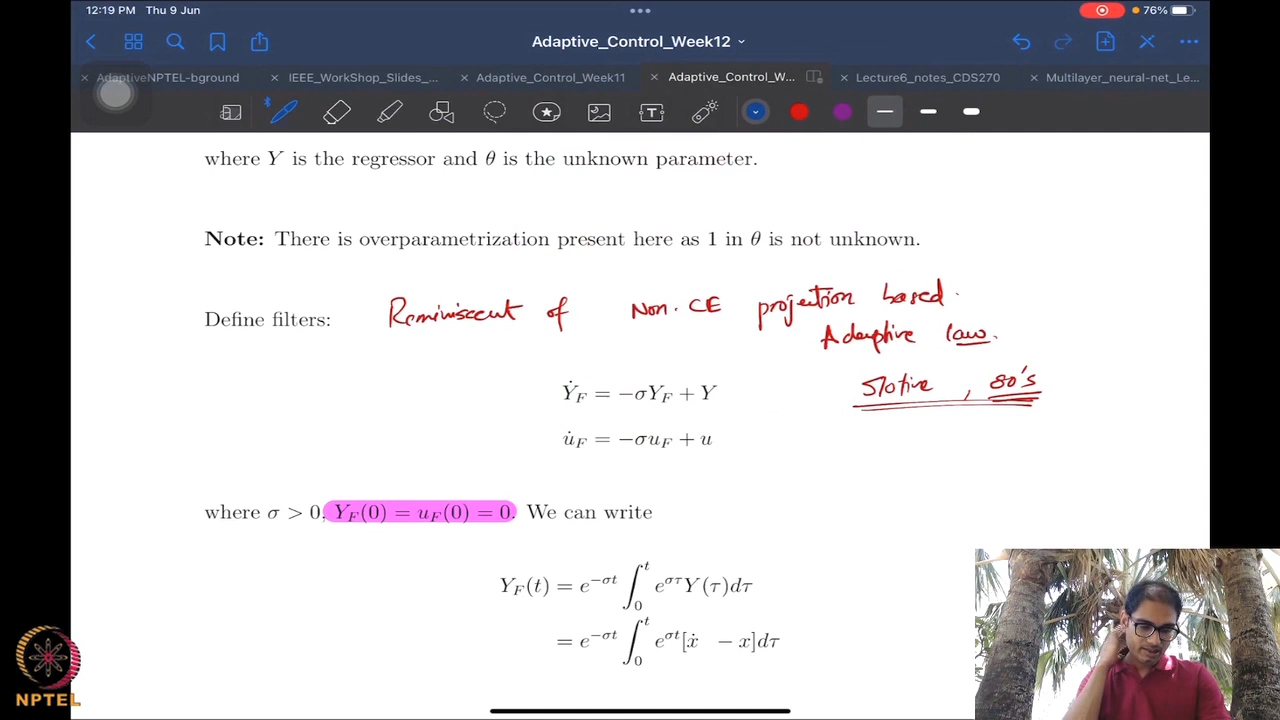 12:19 PM Thu 9 Jun
76%
Adaptive_Control_Week12
AdaptiveNPTEL-bground
IEEE_WorkShop_Slides_...
Adaptive_Control_Week11
Adaptive_Control_W...
Lecture6_notes_CDS270
Multilayer_neural-net_Le...
where Y is the regressor and θ is the unknown parameter.
Note: There is overparametrization present here as 1 in θ is not unknown.
Reminiscent of Non. CE projection based.
Define filters:
Adaptive law.
Ẏ_F = −σY_F + Y
Slotine, 80's
u̇_F = −σu_F + u
where σ > 0, Y_F(0) = u_F(0) = 0. We can write
Y_F(t) = e^{−σt} ∫_0^t e^{στ} Y(τ)dτ
= e^{−σt} ∫_0^t e^{σt}[ẋ − x]dτ
NPTEL